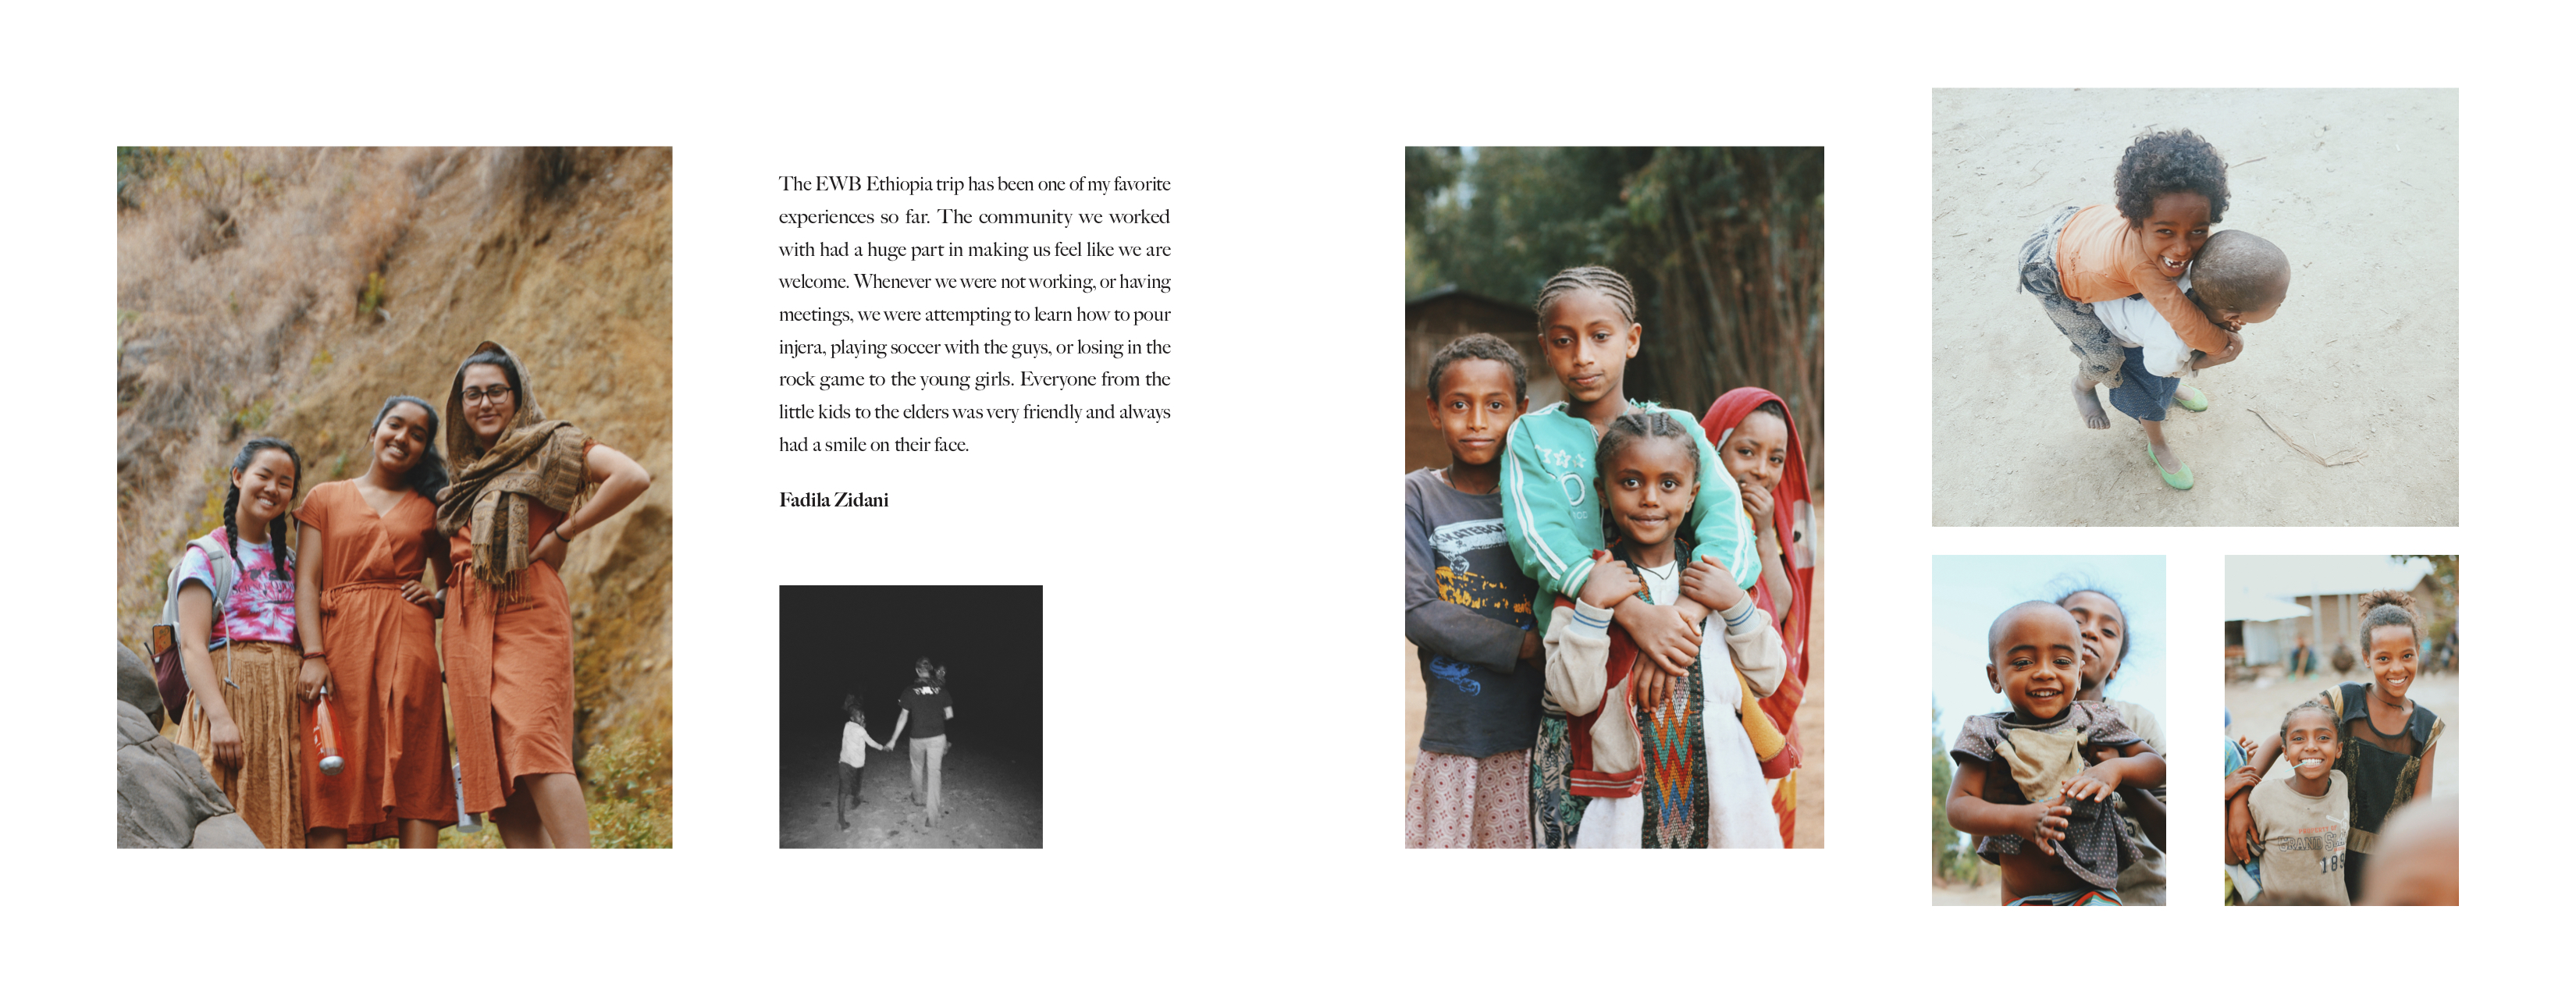 The EWB Ethiopia trip has been one of my favorite
experiences so far. The community we worked
with had a huge part in making us feel like we are
welcome. Whenever we were not working, or having
meetings, we were attempting to learn how to pour
injera, playing soccer with the guys, or losing in the
rock game to the young girls. Everyone from the
little kids to the elders was very friendly and always
had a smile on their face.
Fadila Zidani